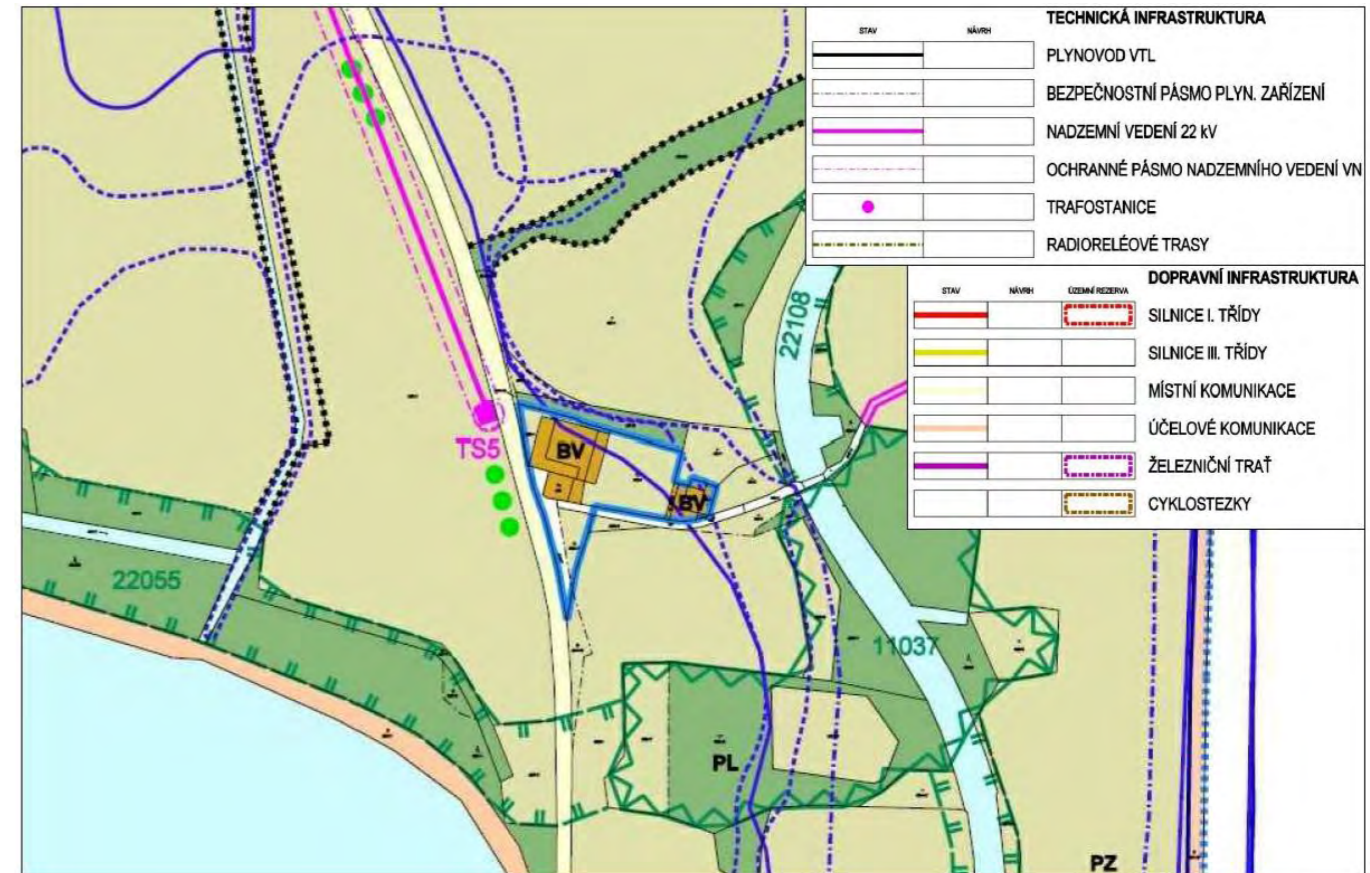 TECHNICKÁ INFRASTRUKTURA
STAV NÁVRH
PLYNOVOD VTL
BEZPEČNOSTNÍ PÁSMO PLYN. ZAŘÍZENÍ
NADZEMNÍ VEDENÍ 22 kV
OCHRANNÉ PÁSMO NADZEMNÍHO VEDENÍ VN
TRAFOSTANICE
RADIORELÉOVÉ TRASY
DOPRAVNÍ INFRASTRUKTURA
STAV NÁVRH ÚZEMNÍ REZERVA
SILNICE I. TŘÍDY
SILNICE III. TŘÍDY
MÍSTNÍ KOMUNIKACE
ÚČELOVÉ KOMUNIKACE
ŽELEZNIČNÍ TRAŤ
CYKLOSTEZKY
22108
TS5
BV
BV
22055
11037
PL
PZ